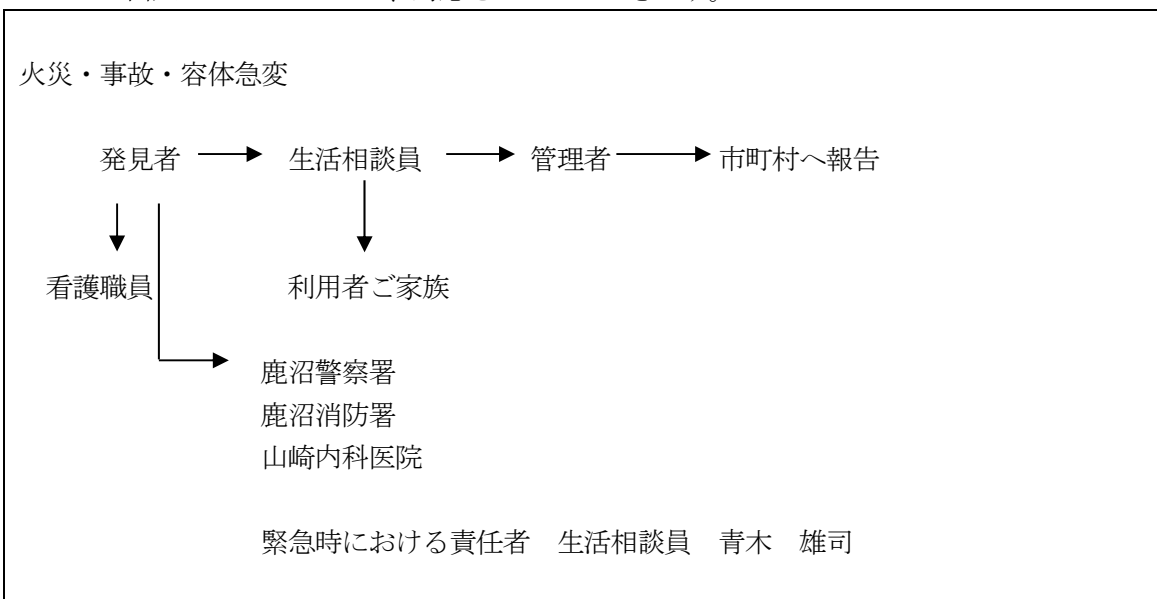 火災・事故・容体急変
発見者 生活相談員 管理者 市町村へ報告
看護職員 利用者ご家族
鹿沼警察署
鹿沼消防署
山崎内科医院
緊急時における責任者　生活相談員　青木　雄司